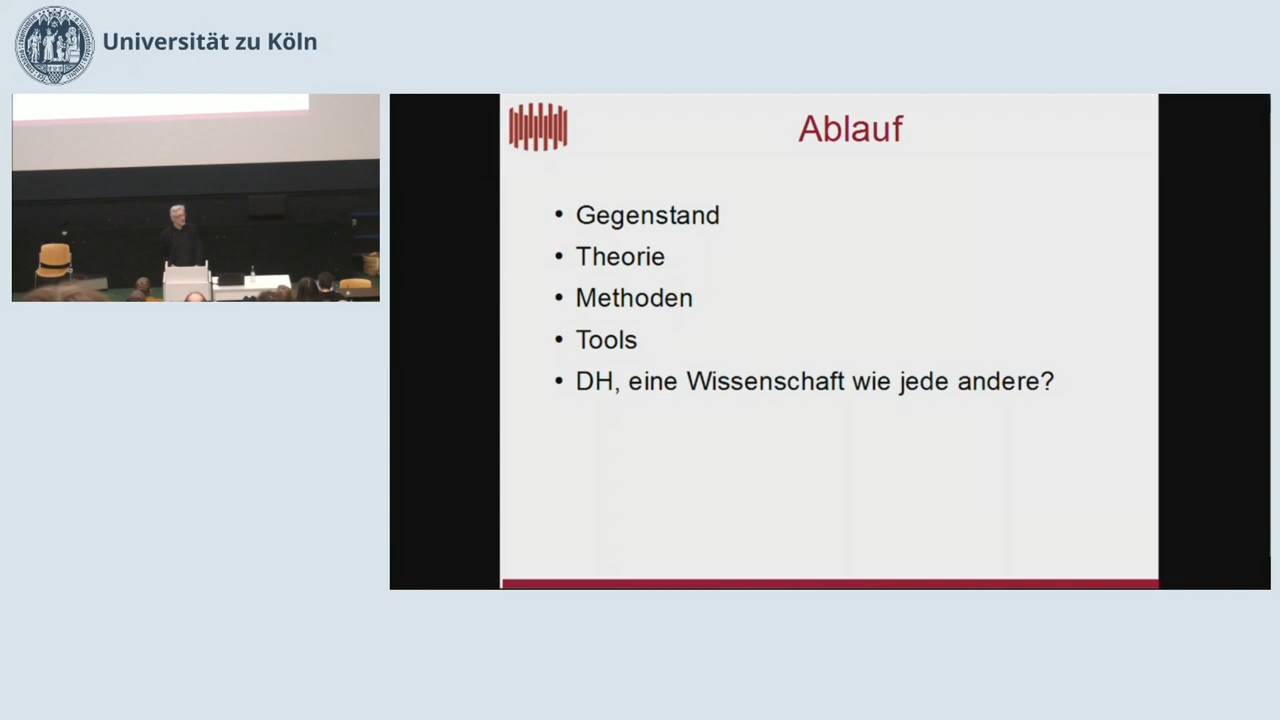 Universität zu Köln
Ablauf
• Gegenstand
• Theorie
• Methoden
• Tools
• DH, eine Wissenschaft wie jede andere?